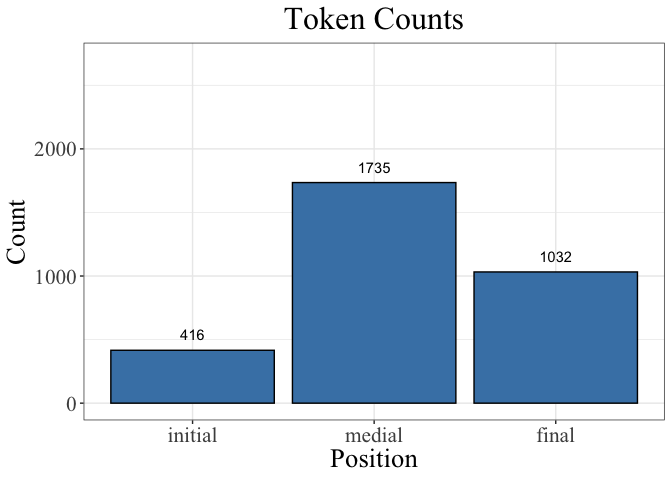 Token Counts
Count
2000
1000
0
416
1735
1032
initial medial final
Position